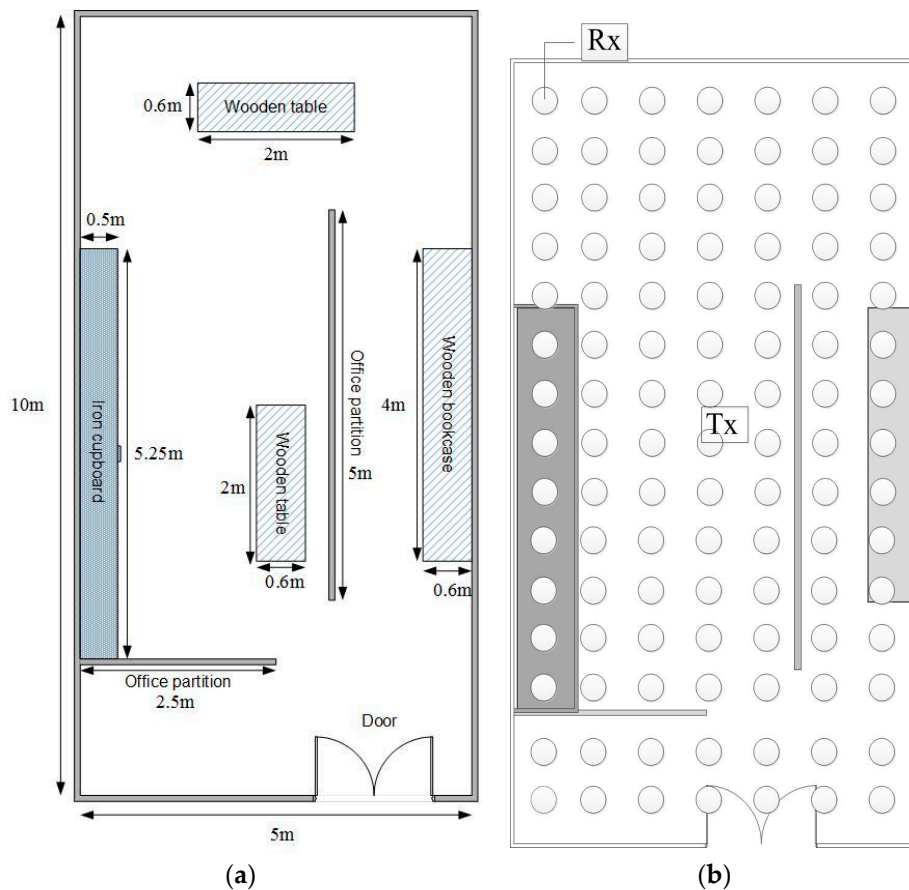 0.6m
Wooden table
2m
0.5m
Iron cupboard
5.25m
10m
Office partition
5m
4m
Wooden bookcase
2m
Wooden table
0.6m
0.6m
Office partition
2.5m
Door
5m
(a)
Rx
Tx
(b)